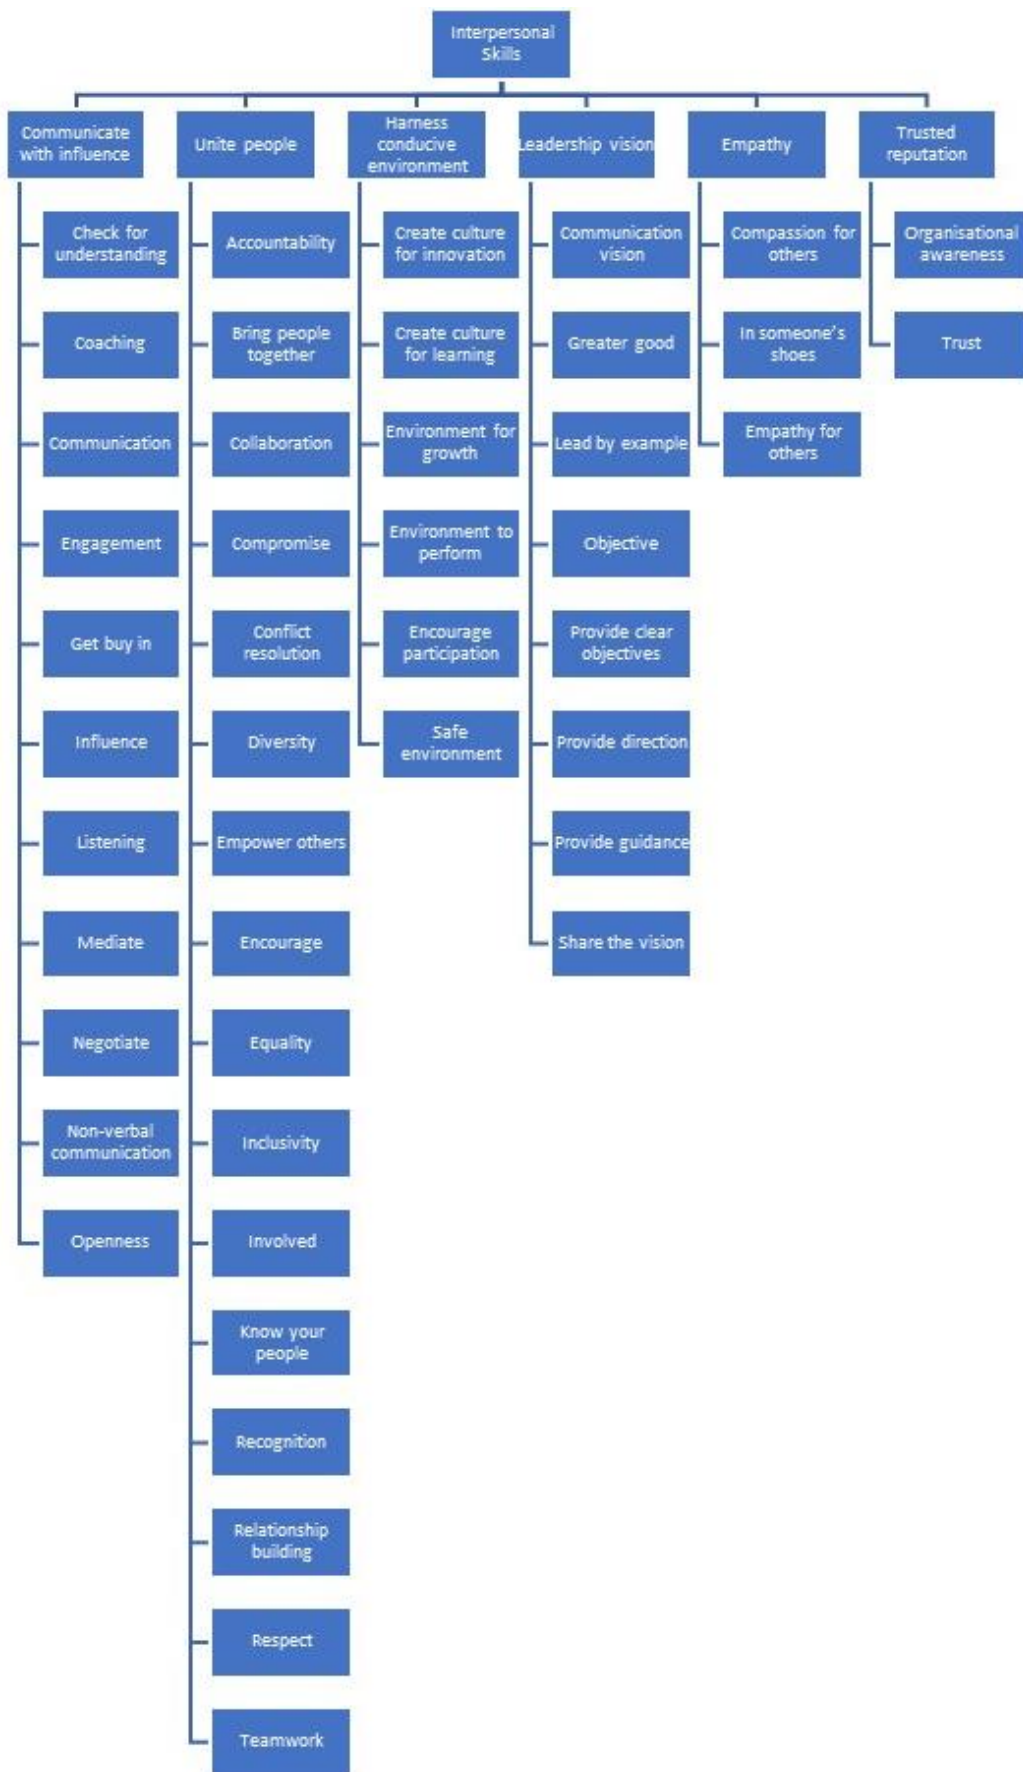 Interpersonal
Skills
Communicate
with influence
Unite people
Harness
conducive
environment
Leadership vision
Empathy
Trusted
reputation
Check for
understanding
Coaching
Communication
Engagement
Get buy in
Influence
Listening
Mediate
Negotiate
Non-verbal
communication
Openness
Accountability
Bring people
together
Collaboration
Compromise
Conflict
resolution
Diversity
Empower others
Encourage
Equality
Inclusivity
Involved
Know your
people
Recognition
Relationship
building
Respect
Teamwork
Create culture
for innovation
Create culture
for learning
Environment for
growth
Environment to
perform
Encourage
participation
Safe
environment
Communication
vision
Greater good
Lead by example
Objective
Provide clear
objectives
Provide direction
Provide guidance
Share the vision
Compassion for
others
In someone's
shoes
Empathy for
others
Organisational
awareness
Trust